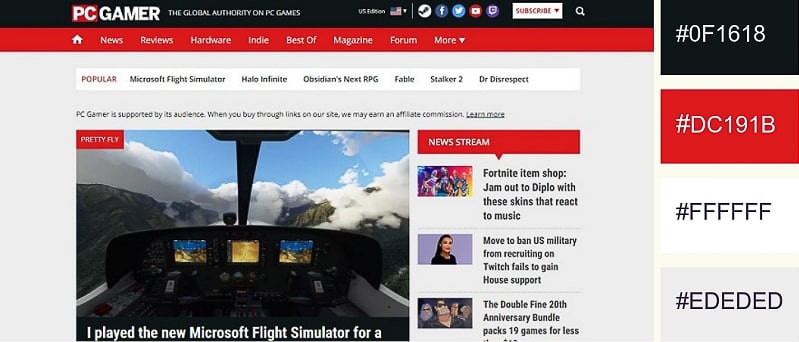 PC GAMER THE GLOBAL AUTHORITY ON PC GAMES US Edition SUBSCRIBE
News Reviews Hardware Indie Best Of Magazine Forum More
POPULAR Microsoft Flight Simulator Halo Infinite Obsidian's Next RPG Fable Stalker 2 Dr Disrespect
PC Gamer is supported by its audience. When you buy through links on our site, we may earn an affiliate commission. Learn more
PRETTY FLY
I played the new Microsoft Flight Simulator for a
NEWS STREAM
Fortnite item shop:
Jam out to Diplo with
these skins that react
to music
Move to ban US military
from recruiting on
Twitch fails to gain
House support
The Double Fine 20th
Anniversary Bundle
packs 19 games for less
#0F1618
#DC191B
#FFFFFF
#EDEDED